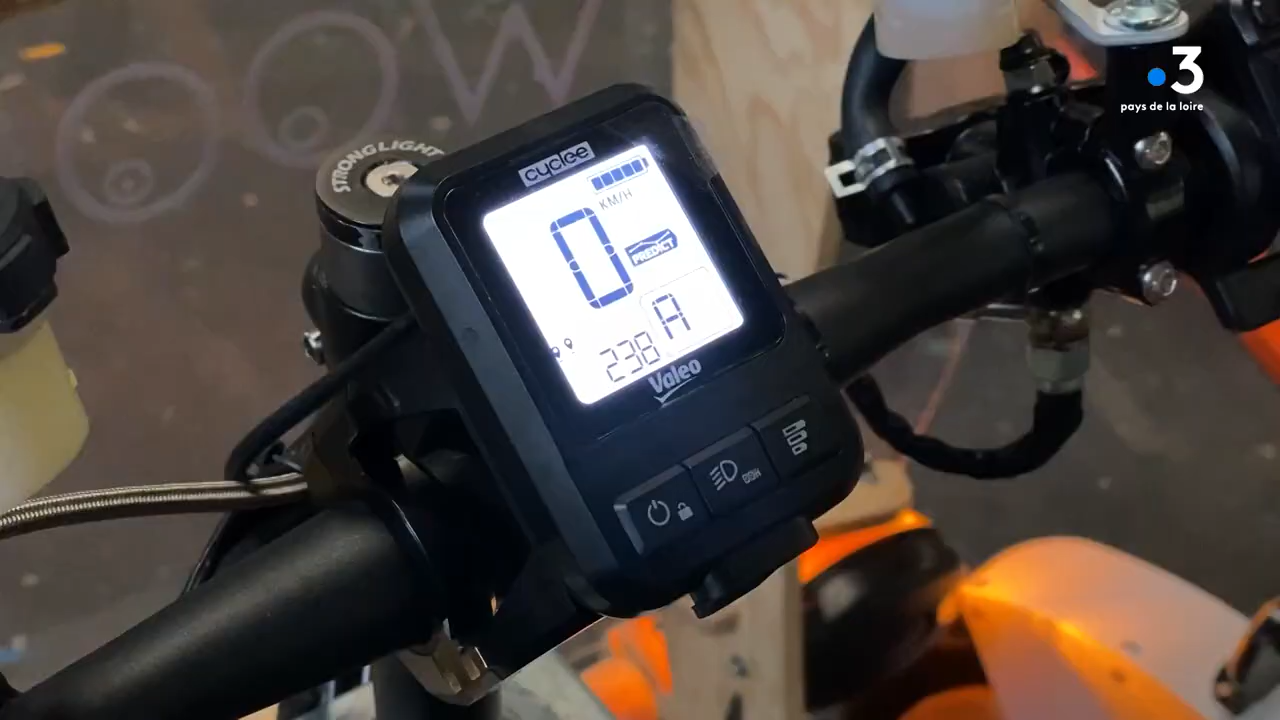 3
pays de la loire
STRONGLIGHT
cyclee
KM/H
0
PREDICT
A
238
Valeo